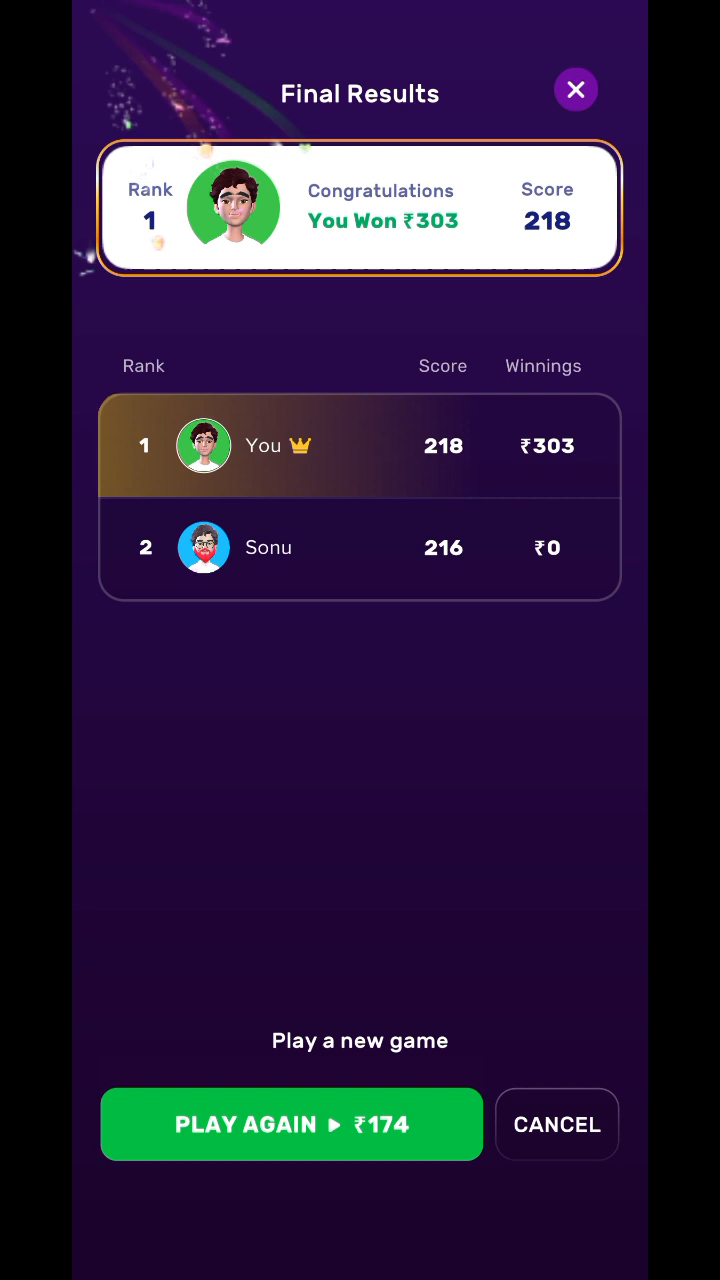 Final Results
Rank Congratulations Score
1 You Won ₹303 218
Rank Score Winnings
1 You 218 ₹303
2 Sonu 216 ₹0
Play a new game
PLAY AGAIN ₹174 CANCEL